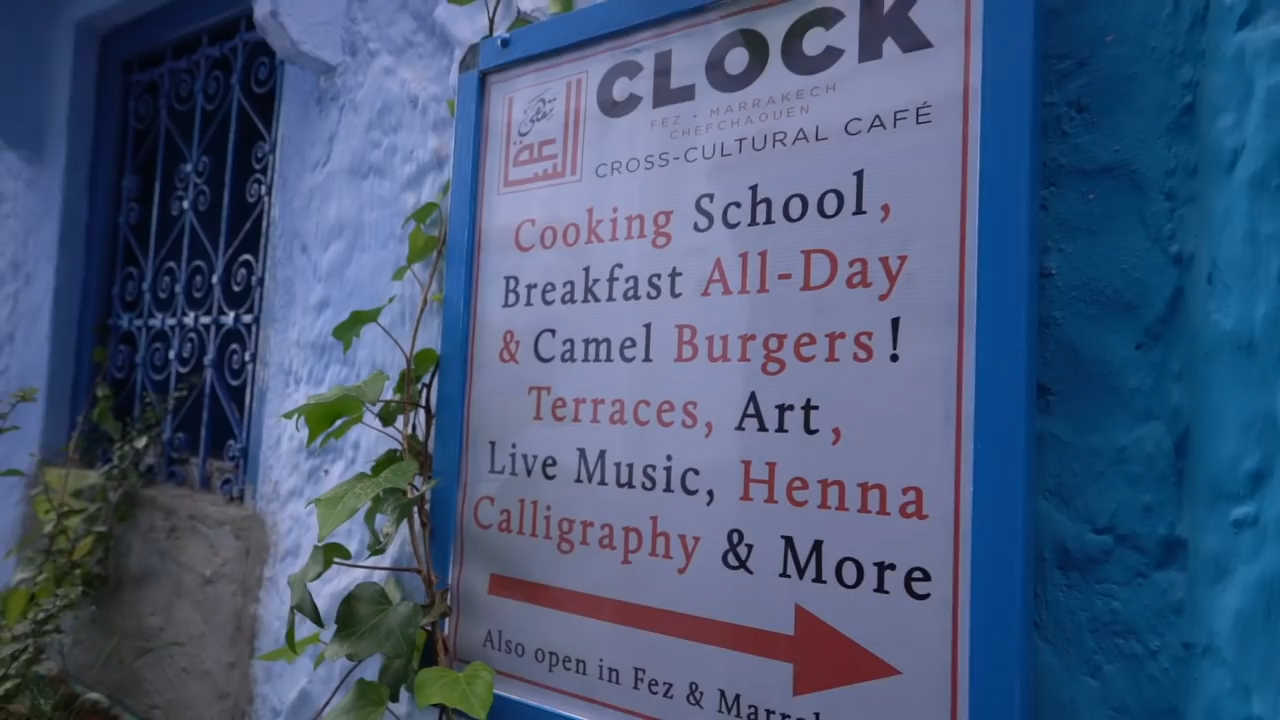 CLOCK
FEZ • MARRAKECH
CHEFCHAOUEN
CROSS-CULTURAL CAFÉ
Cooking School,
Breakfast All-Day
& Camel Burgers!
Terraces, Art,
Live Music, Henna
Calligraphy & More
Also open in Fez &